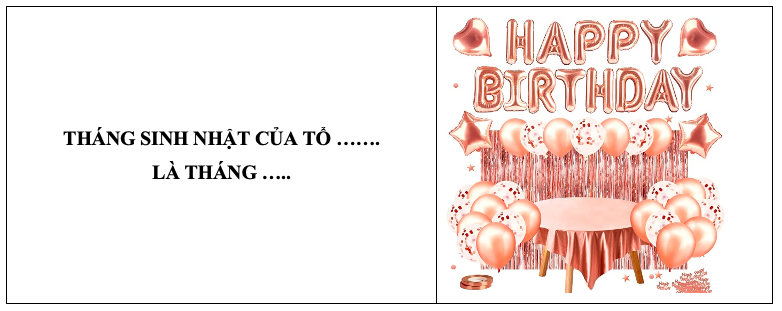 THÁNG SINH NHẬT CỦA TỔ …….
LÀ THÁNG …..
HAPPY
BIRTHDAY